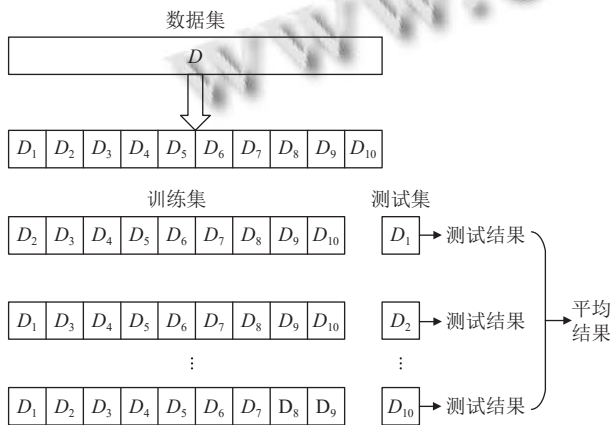 www.
数据集
D
D₁ D₂ D₃ D₄ D₅ D₆ D₇ D₈ D₉ D₁₀
训练集 测试集
D₂ D₃ D₄ D₅ D₆ D₇ D₈ D₉ D₁₀ D₁ 测试结果
D₁ D₃ D₄ D₅ D₆ D₇ D₈ D₉ D₁₀ D₂ 测试结果
平均
结果
⋮ ⋮
D₁ D₂ D₃ D₄ D₅ D₆ D₇ D₈ D₉ D₁₀ 测试结果